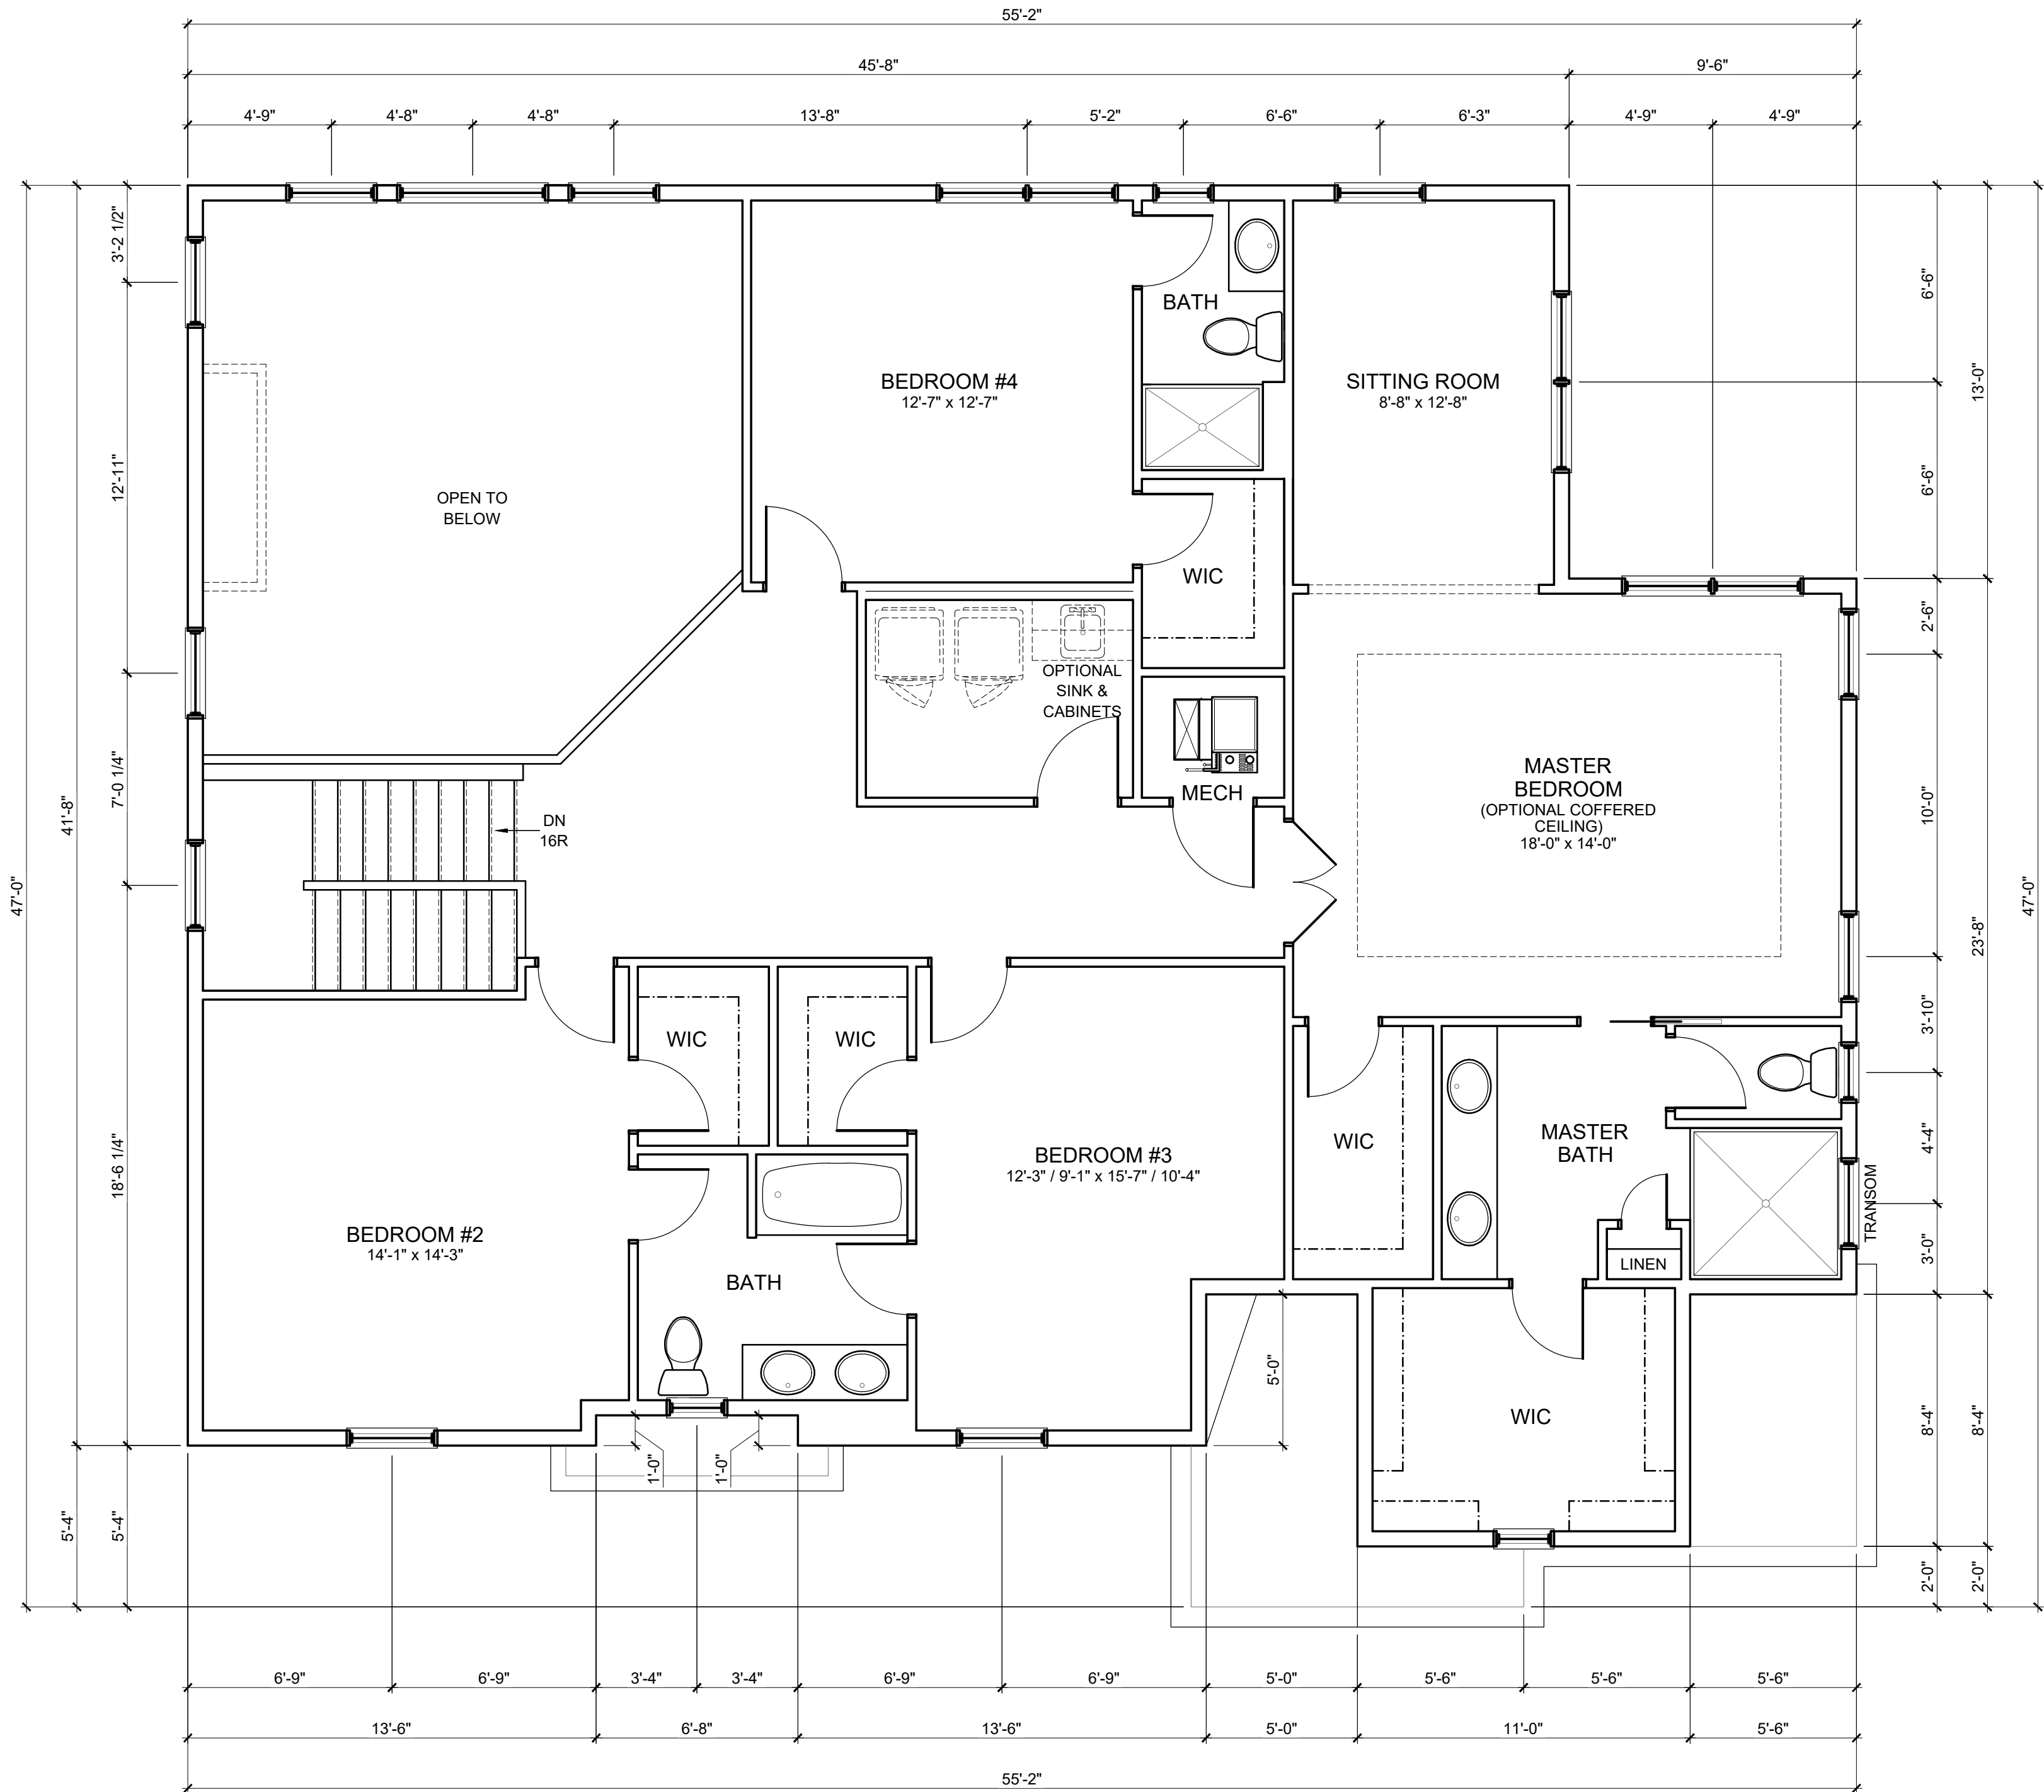 55'-2"
45'-8"
9'-6"
4'-9"
4'-8"
4'-8"
13'-8"
5'-2"
6'-6"
6'-3"
4'-9"
4'-9"
3'-2 1/2"
12'-11"
7'-0 1/4"
18'-6 1/4"
5'-4"
41'-8"
5'-4"
47'-0"
OPEN TO
BELOW
BEDROOM #4
12'-7" x 12'-7"
BATH
SITTING ROOM
8'-8" x 12'-8"
WIC
OPTIONAL
SINK &
CABINETS
MECH
MASTER
BEDROOM
(OPTIONAL COFFERED
CEILING)
18'-0" x 14'-0"
DN
16R
WIC
WIC
BEDROOM #3
12'-3" / 9'-1" x 15'-7" / 10'-4"
WIC
MASTER
BATH
TRANSOM
BEDROOM #2
14'-1" x 14'-3"
BATH
LINEN
WIC
5'-0"
1'-0"
1'-0"
6'-6"
6'-6"
2'-6"
10'-0"
3'-10"
4'-4"
3'-0"
8'-4"
2'-0"
13'-0"
23'-8"
8'-4"
2'-0"
47'-0"
6'-9"
6'-9"
3'-4"
3'-4"
6'-9"
6'-9"
5'-0"
5'-6"
5'-6"
5'-6"
13'-6"
6'-8"
13'-6"
5'-0"
11'-0"
5'-6"
55'-2"